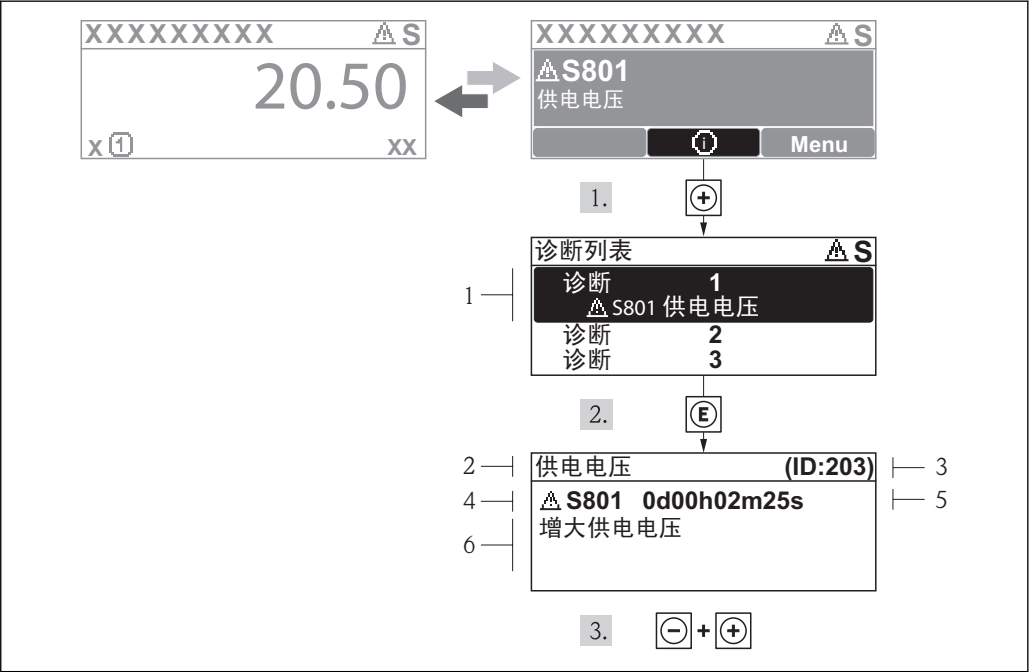 XXXXXXXXX ⚠ S
20.50
x 1 xx
XXXXXXXXX ⚠ S
⚠ S801
供电电压
i Menu
1. +
诊断列表 ⚠ S
1 诊断 1
⚠ S801 供电电压
诊断 2
诊断 3
2. E
2 供电电压 (ID:203) 3
4 ⚠ S801 0d00h02m25s 5
6 增大供电电压
3. - + +